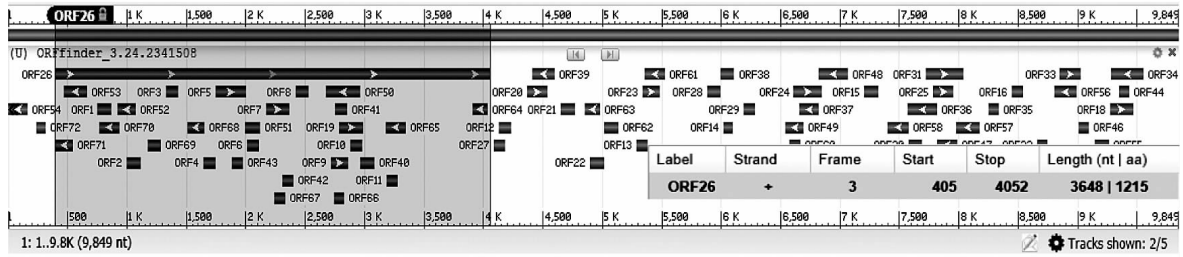 1 ORF26 1 K 1,500 2 K 2,500 3 K 3,500 4 K 4,500 5 K 5,500 6 K 6,500 7 K 7,500 8 K 8,500 9 K 9,849
(U) ORFfinder_3.24.2341508
ORF26 ORF39 ORF61 ORF38 ORF48 ORF31 ORF33 ORF34
ORF53 ORF3 ORF5 ORF8 ORF50 ORF20 ORF23 ORF28 ORF24 ORF15 ORF25 ORF16 ORF56 ORF44
ORF54 ORF1 ORF52 ORF7 ORF41 ORF64 ORF21 ORF63 ORF29 ORF37 ORF36 ORF35 ORF18
ORF72 ORF70 ORF68 ORF51 ORF19 ORF65 ORF12 ORF62 ORF14 ORF49 ORF58 ORF57 ORF46
ORF71 ORF69 ORF6 ORF10 ORF27 ORF13
ORF2 ORF4 ORF43 ORF9 ORF40 ORF22
ORF42 ORF11
ORF67 ORF66
Label Strand Frame Start Stop Length (nt | aa)
ORF26 + 3 405 4052 3648 | 1215
1 500 1 K 1,500 2 K 2,500 3 K 3,500 4 K 4,500 5 K 5,500 6 K 6,500 7 K 7,500 8 K 8,500 9 K 9,849
1: 1..9.8K (9,849 nt) Tracks shown: 2/5